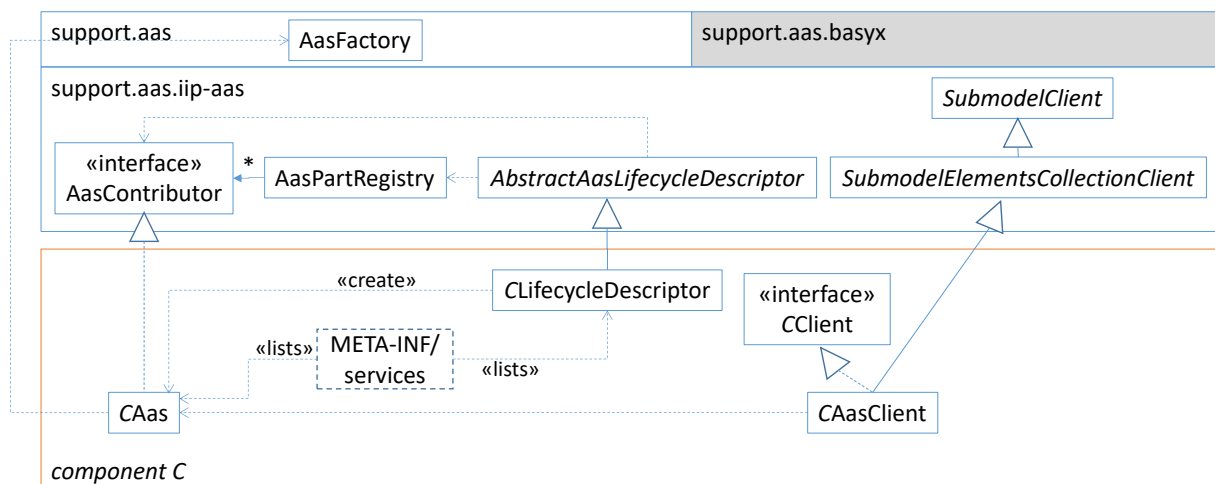 support.aas
AasFactory
support.aas.basyx
support.aas.iip-aas
SubmodelClient
«interface»
AasContributor
*
AasPartRegistry
AbstractAasLifecycleDescriptor
SubmodelElementsCollectionClient
«create»
CLifecycleDescriptor
«interface»
CClient
«lists»
META-INF/
services
«lists»
CAas
CAasClient
component C